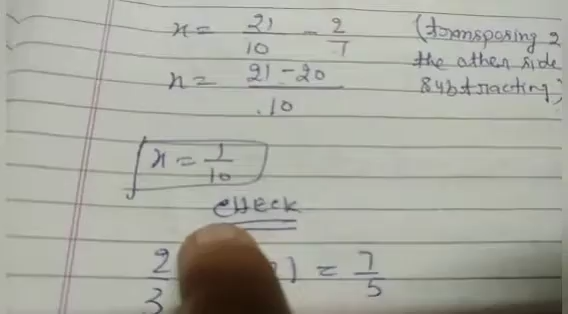 x = 21/10 - 2/1 (transposing 2
the other side
x = 21-20/10 subtracting)
x = 1/10
CHECK
2/3 ) = 7/5